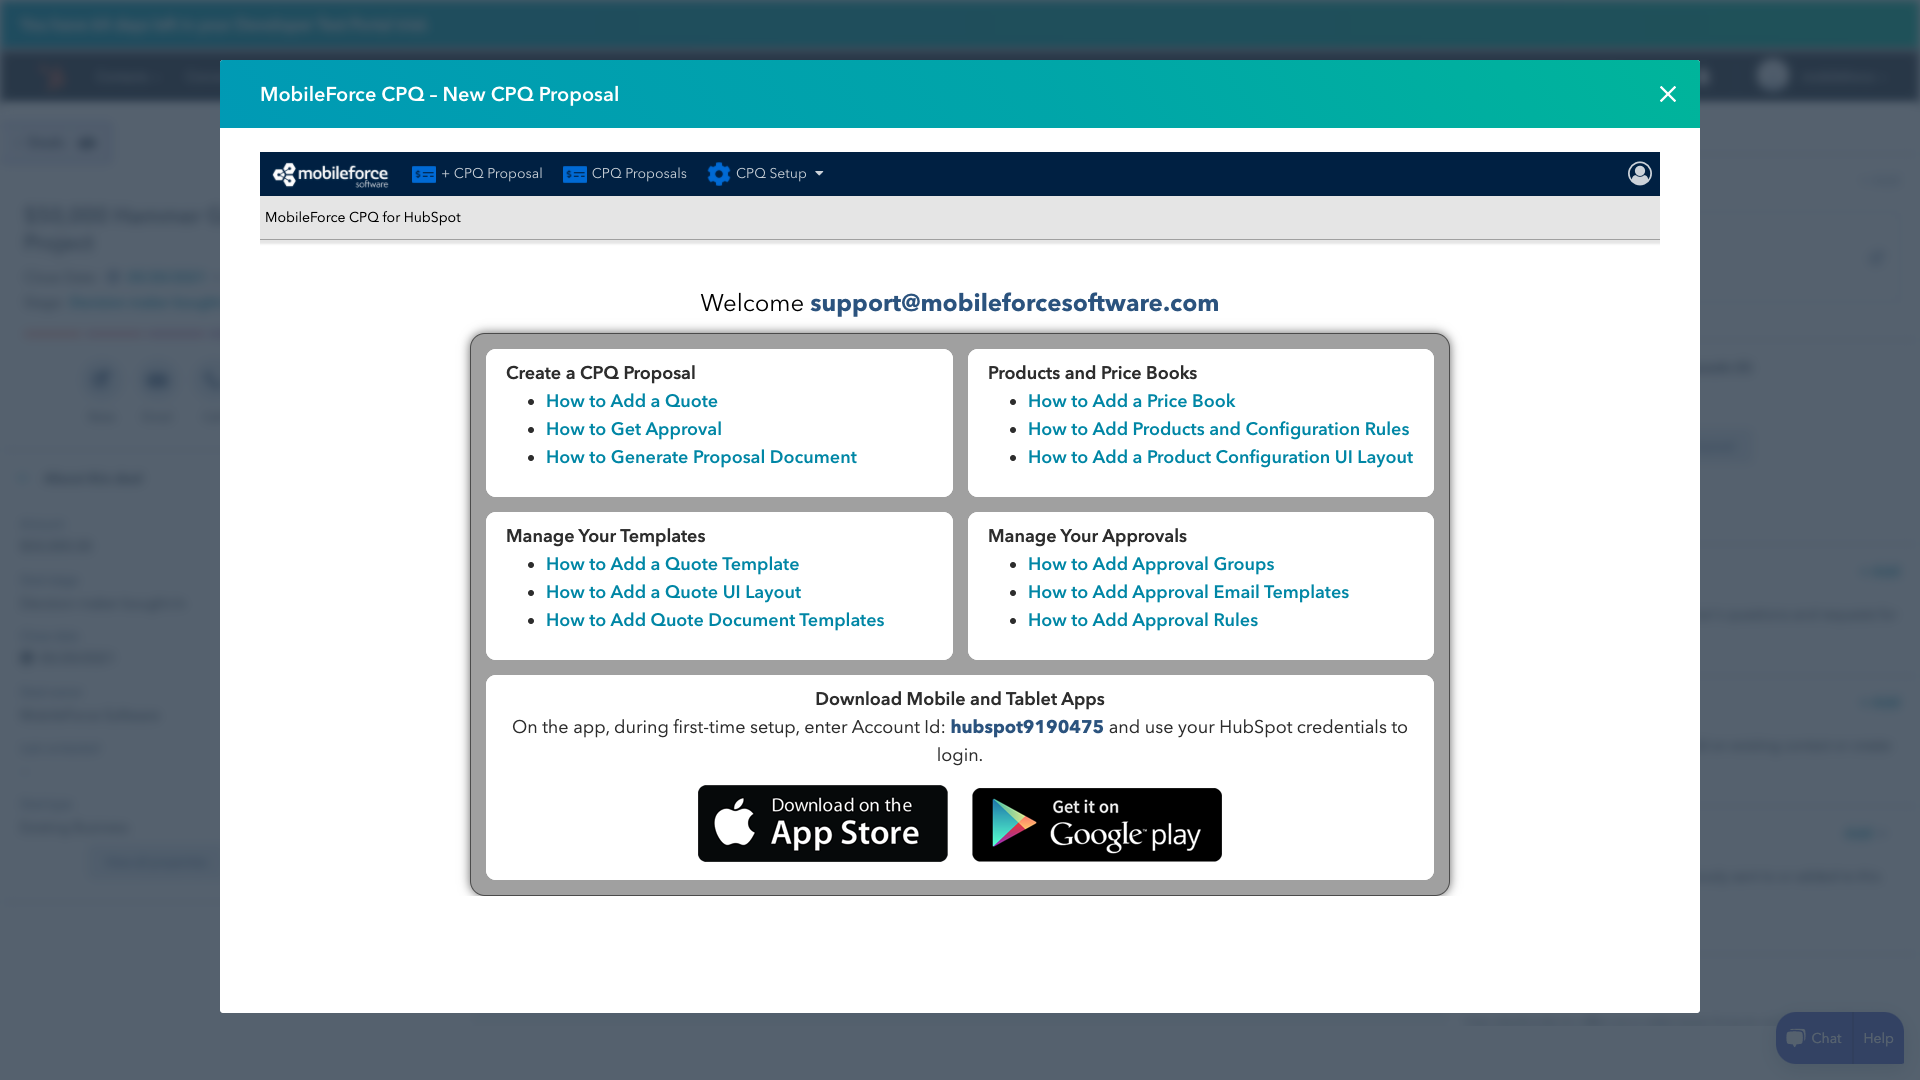 MobileForce CPQ – New CPQ Proposal
mobileforce
software
+ CPQ Proposal
CPQ Proposals
CPQ Setup
MobileForce CPQ for HubSpot
Welcome support@mobileforcesoftware.com
Create a CPQ Proposal
How to Add a Quote
How to Get Approval
How to Generate Proposal Document
Products and Price Books
How to Add a Price Book
How to Add Products and Configuration Rules
How to Add a Product Configuration UI Layout
Manage Your Templates
How to Add a Quote Template
How to Add a Quote UI Layout
How to Add Quote Document Templates
Manage Your Approvals
How to Add Approval Groups
How to Add Approval Email Templates
How to Add Approval Rules
Download Mobile and Tablet Apps
On the app, during first-time setup, enter Account Id: hubspot9190475 and use your HubSpot credentials to
login.
Download on the
App Store
Get it on
Google play
Chat
Help